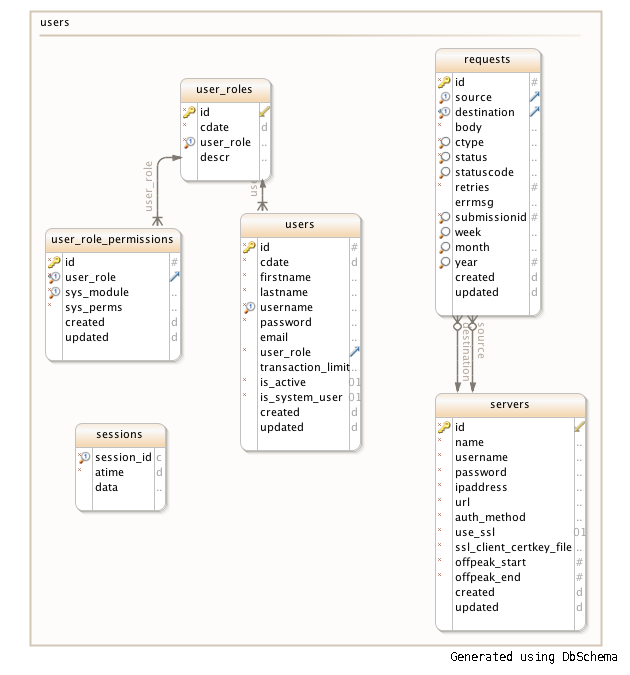 users
user_roles
id
cdate d
user_role ..
descr ..
user_role
use
user_role_permissions
id #
user_role
sys_module ..
sys_perms ..
created d
updated d
users
id #
cdate d
firstname ..
lastname ..
username ..
password ..
email ..
user_role
transaction_limit..
is_active 01
is_system_user 01
created d
updated d
sessions
session_id c
atime d
data ..
requests
id #
source
destination
body ..
ctype ..
status ..
statuscode ..
retries #
errmsg ..
submissionid #
week ..
month ..
year #
created d
updated d
destination
source
servers
id
name ..
username ..
password ..
ipaddress ..
url ..
auth_method ..
use_ssl 01
ssl_client_certkey_file ..
offpeak_start #
offpeak_end #
created d
updated d
Generated using DbSchema